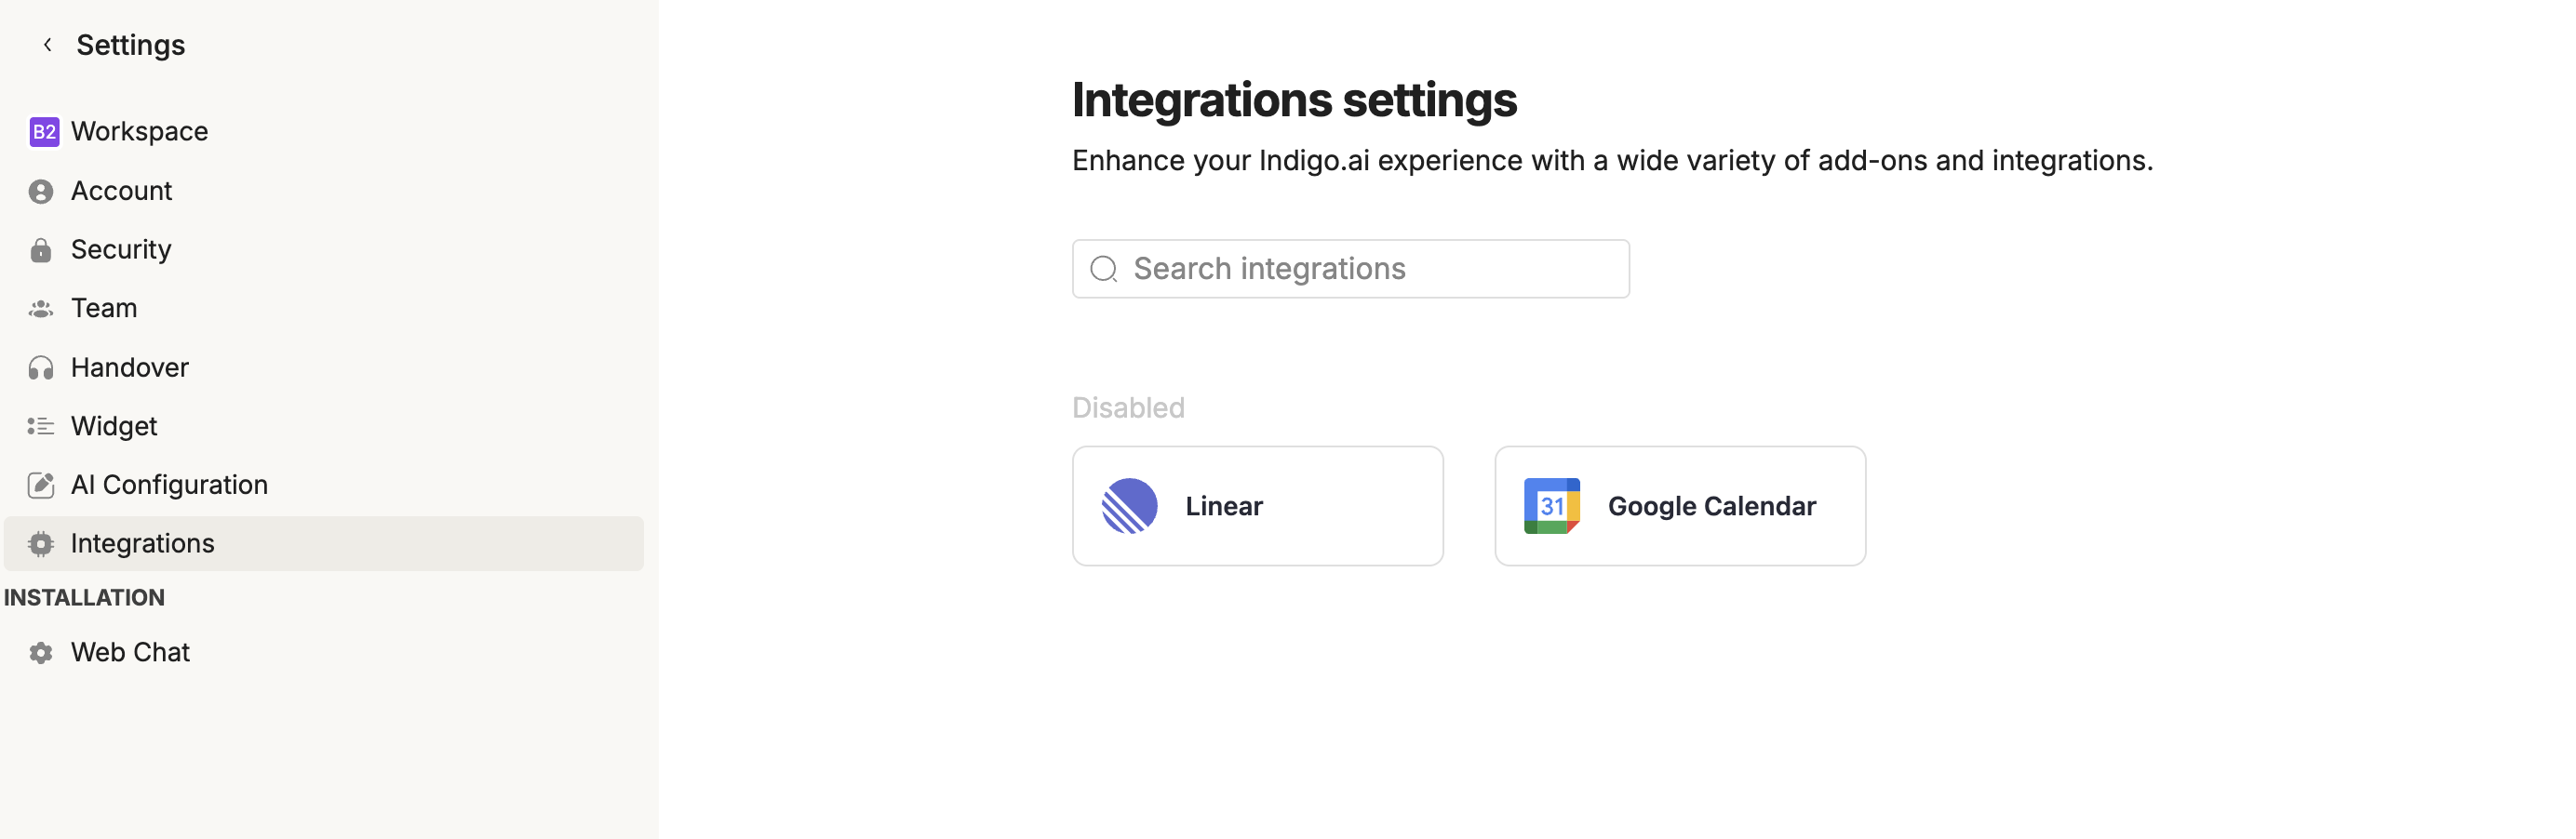 Settings
B2 Workspace
Account
Security
Team
Handover
Widget
AI Configuration
Integrations
INSTALLATION
Web Chat
Integrations settings
Enhance your Indigo.ai experience with a wide variety of add-ons and integrations.
Search integrations
Disabled
Linear
31 Google Calendar